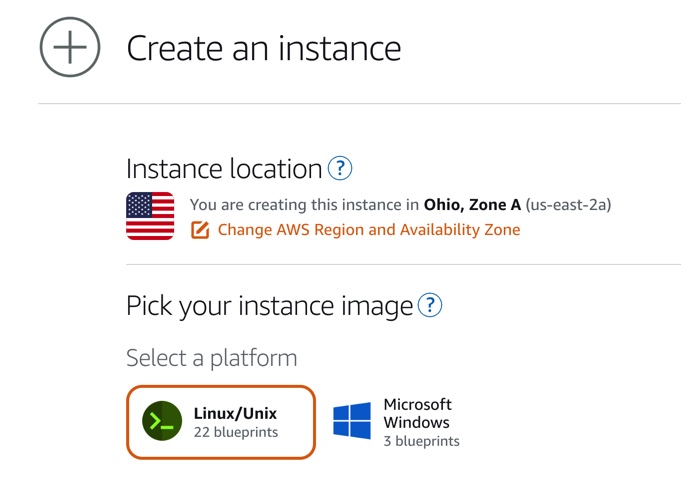 Create an instance
Instance location ?
You are creating this instance in Ohio, Zone A (us-east-2a)
Change AWS Region and Availability Zone
Pick your instance image ?
Select a platform
Linux/Unix
22 blueprints
Microsoft
Windows
3 blueprints